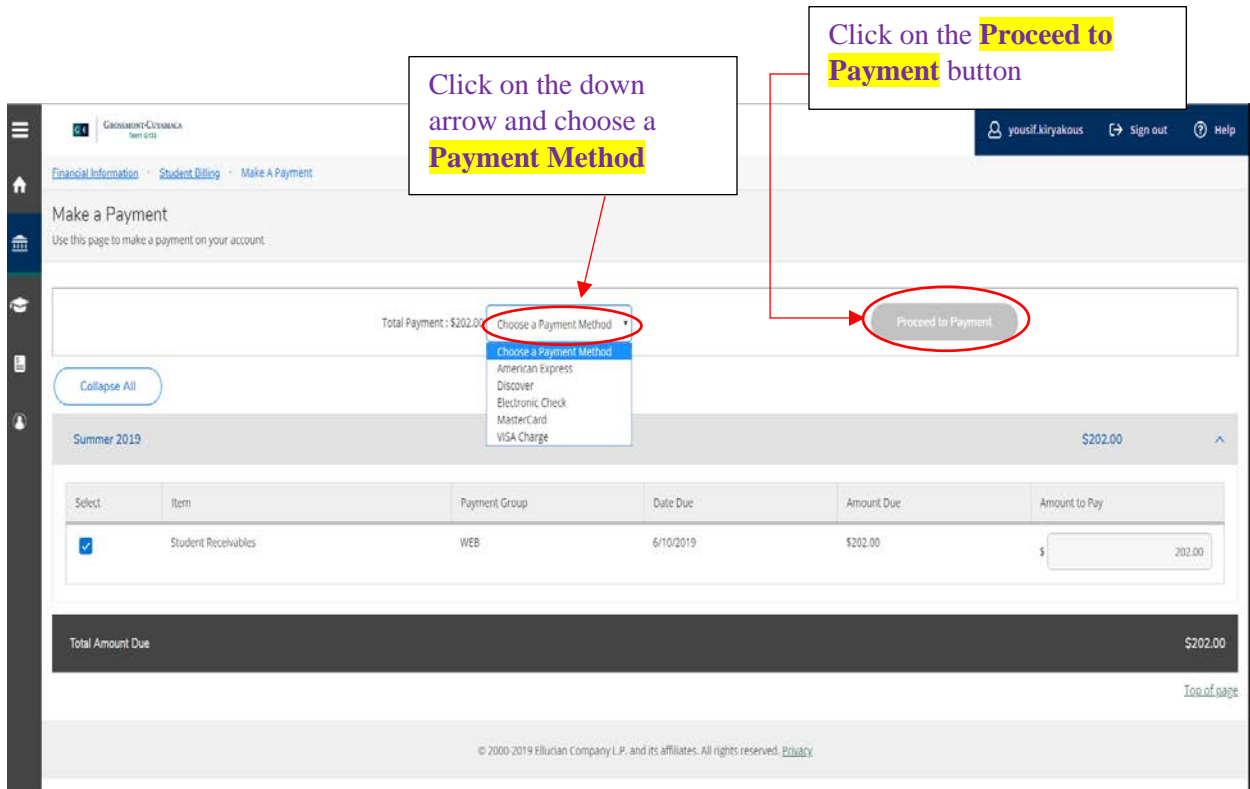 Click on the Proceed to
Payment button
Click on the down
arrow and choose a
Payment Method
GROSSMONT-CUYAMACA
yousif.kiryakous Sign out Help
Financial Information · Student Billing · Make A Payment
Make a Payment
Use this page to make a payment on your account
Total Payment : $202.00 Choose a Payment Method Proceed to Payment
Choose a Payment Method
American Express
Discover
Electronic Check
MasterCard
VISA Charge
Collapse All
Summer 2019 $202.00
Select Item Payment Group Date Due Amount Due Amount to Pay
Student Receivables WEB 6/10/2019 $202.00 $ 202.00
Total Amount Due $202.00
Top of page
© 2000-2019 Ellucian Company L.P. and its affiliates. All rights reserved. Privacy